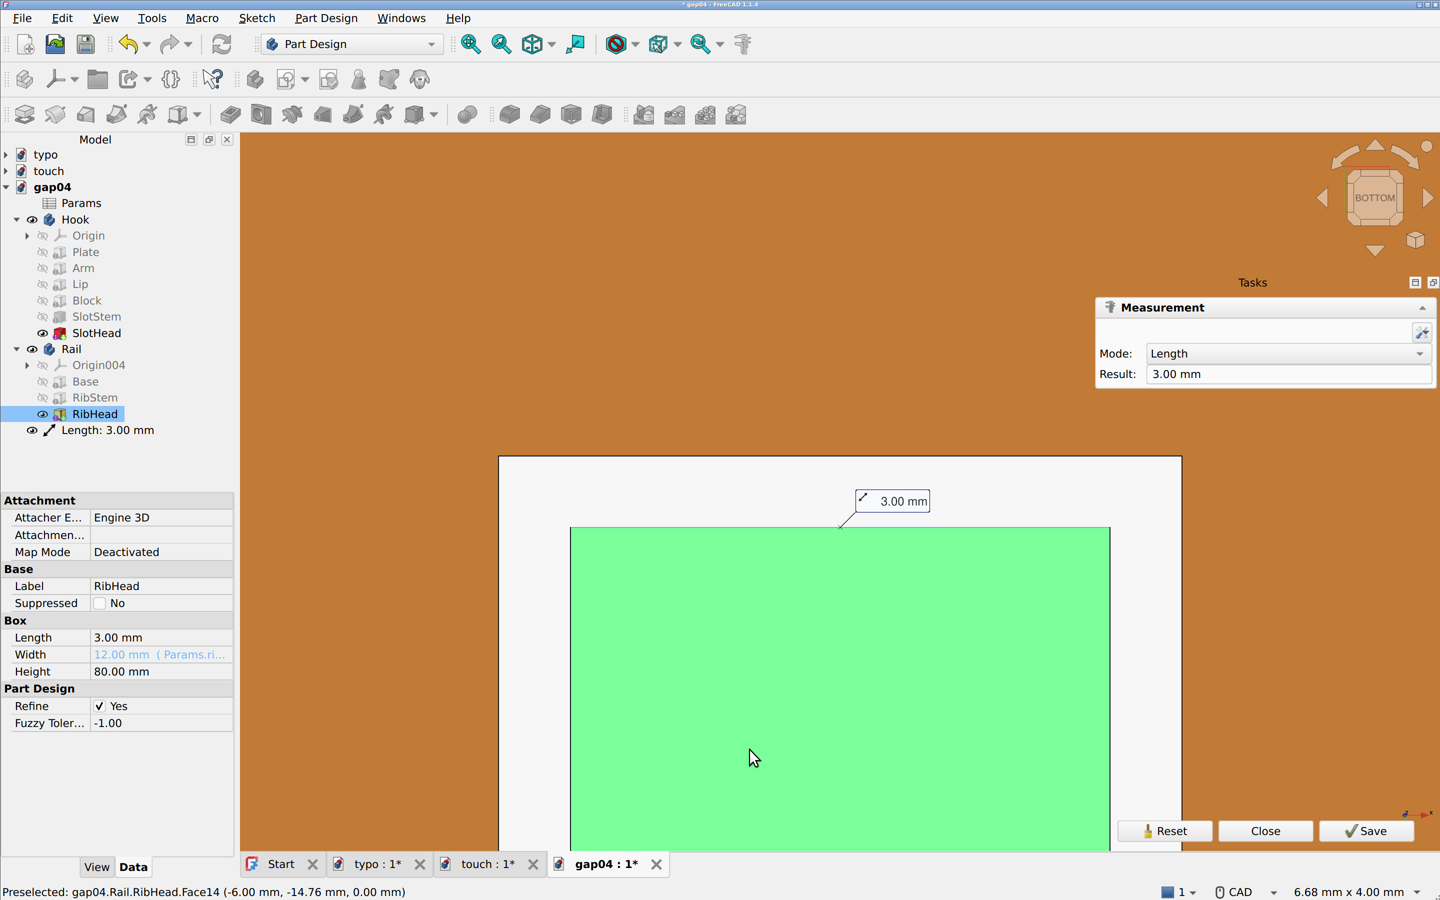 * gap04 - FreeCAD 1.1.4
File Edit View Tools Macro Sketch Part Design Windows Help
Part Design
Model
typo
touch
gap04
Params
Hook
Origin
Plate
Arm
Lip
Block
SlotStem
SlotHead
Rail
Origin004
Base
RibStem
RibHead
Length: 3.00 mm
Attachment
Attacher E... Engine 3D
Attachmen...
Map Mode Deactivated
Base
Label RibHead
Suppressed No
Box
Length 3.00 mm
Width 12.00 mm ( Params.ri...
Height 80.00 mm
Part Design
Refine Yes
Fuzzy Toler... -1.00
View Data
BOTTOM
Tasks
Measurement
Mode: Length
Result: 3.00 mm
3.00 mm
Reset Close Save
Start typo : 1* touch : 1* gap04 : 1*
Preselected: gap04.Rail.RibHead.Face14 (-6.00 mm, -14.76 mm, 0.00 mm)
1 CAD 6.68 mm x 4.00 mm